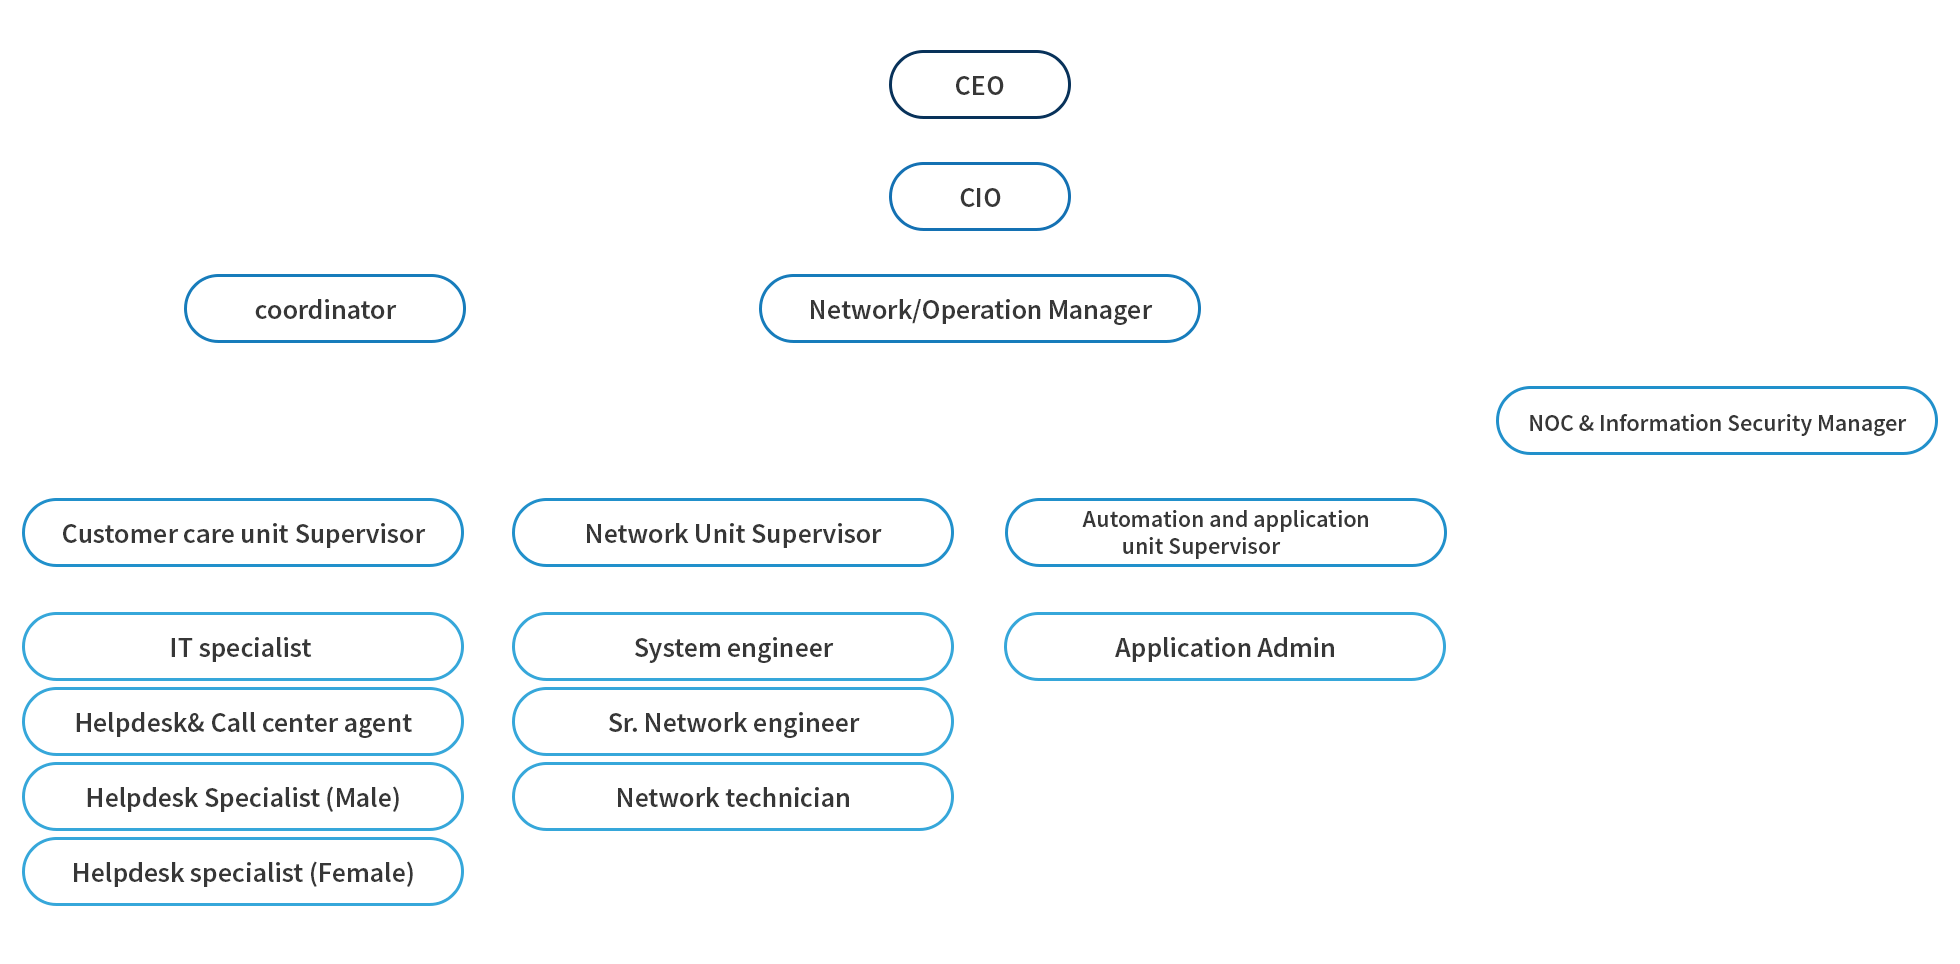 CEO
CIO
coordinator
Network/Operation Manager
NOC & Information Security Manager
Customer care unit Supervisor
Network Unit Supervisor
Automation and application
unit Supervisor
IT specialist
System engineer
Application Admin
Helpdesk& Call center agent
Sr. Network engineer
Helpdesk Specialist (Male)
Network technician
Helpdesk specialist (Female)